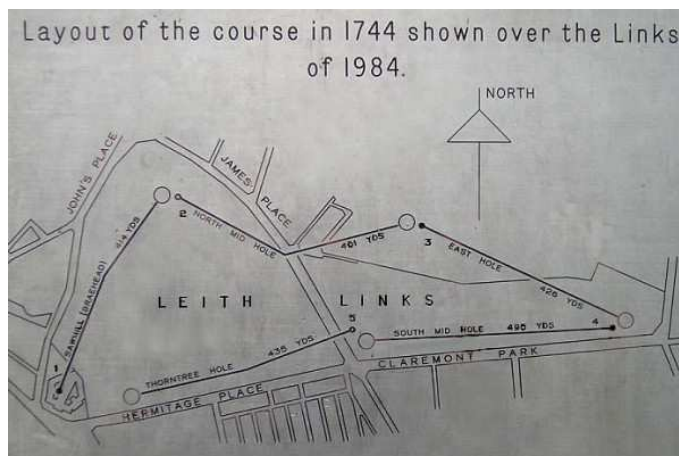 Layout of the course in 1744 shown over the Links
of 1984.
NORTH
JOHN'S PLACE
JAMES PLACE
2
NORTH MID HOLE
461 YDS
3
EAST HOLE
426 YDS
414 YDS
SAWMILL (BRAEHEAD)
1
LEITH LINKS
5
SOUTH MID HOLE 495 YDS 4
THORNTREE HOLE 435 YDS
CLAREMONT PARK
HERMITAGE PLACE